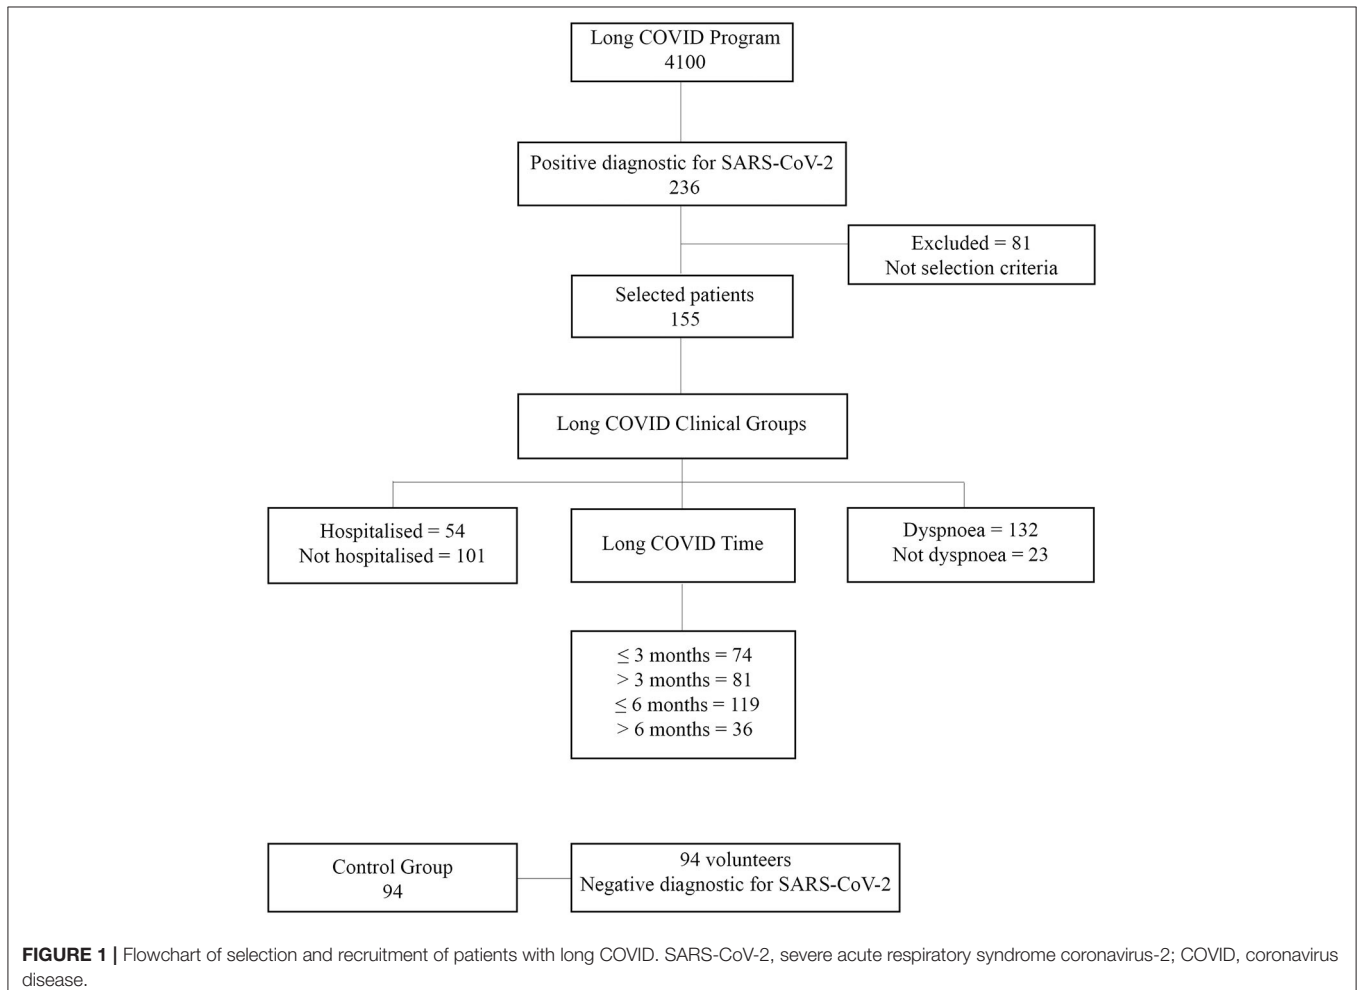 Long COVID Program
4100
Positive diagnostic for SARS-CoV-2
236
Excluded = 81
Not selection criteria
Selected patients
155
Long COVID Clinical Groups
Hospitalised = 54
Not hospitalised = 101
Long COVID Time
Dyspnoea = 132
Not dyspnoea = 23
≤ 3 months = 74
> 3 months = 81
≤ 6 months = 119
> 6 months = 36
Control Group
94
94 volunteers
Negative diagnostic for SARS-CoV-2
FIGURE 1 | Flowchart of selection and recruitment of patients with long COVID. SARS-CoV-2, severe acute respiratory syndrome coronavirus-2; COVID, coronavirus
disease.